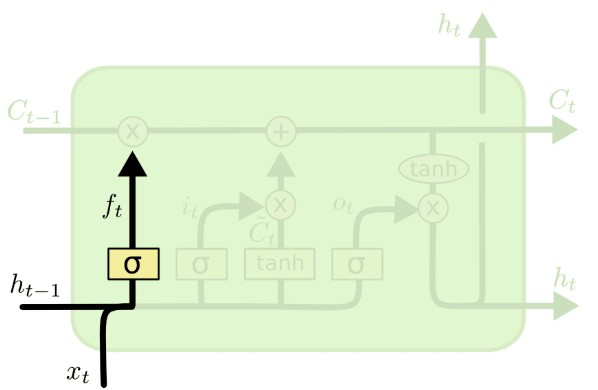 h_t
C_{t-1} x + C_t
tanh
f_t i_t x o_t x
C̃_t
σ σ tanh σ
h_{t-1} h_t
x_t